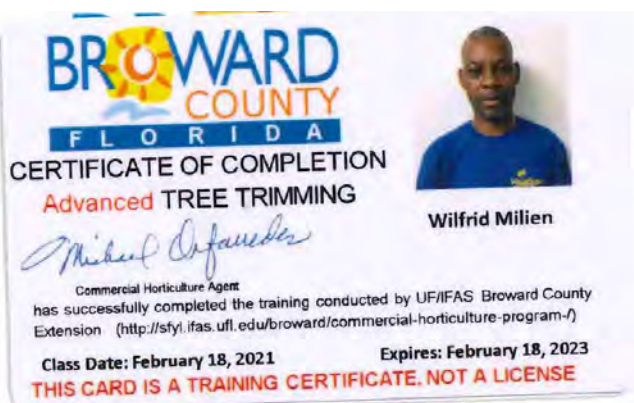 BROWARD
COUNTY
FLORIDA
CERTIFICATE OF COMPLETION
Advanced TREE TRIMMING
Wilfrid Milien
Michael Orfanedes
Commercial Horticulture Agent
has successfully completed the training conducted by UF/IFAS Broward County
Extension (http://sfyl.ifas.ufl.edu/broward/commercial-horticulture-program-/)
Class Date: February 18, 2021 Expires: February 18, 2023
THIS CARD IS A TRAINING CERTIFICATE. NOT A LICENSE